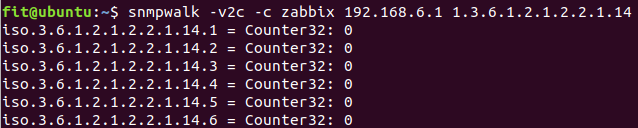 fit@ubuntu:~$ snmpwalk -v2c -c zabbix 192.168.6.1 1.3.6.1.2.1.2.2.1.14
iso.3.6.1.2.1.2.2.1.14.1 = Counter32: 0
iso.3.6.1.2.1.2.2.1.14.2 = Counter32: 0
iso.3.6.1.2.1.2.2.1.14.3 = Counter32: 0
iso.3.6.1.2.1.2.2.1.14.4 = Counter32: 0
iso.3.6.1.2.1.2.2.1.14.5 = Counter32: 0
iso.3.6.1.2.1.2.2.1.14.6 = Counter32: 0